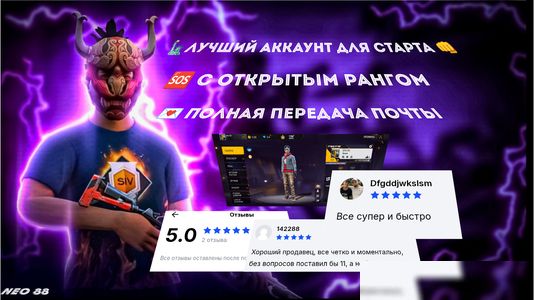 ЛУЧШИЙ АККАУНТ ДЛЯ СТАРТА
SOS С ОТКРЫТЫМ РАНГОМ
ПОЛНАЯ ПЕРЕДАЧА ПОЧТЫ
SIV
Dfgddjwkslsm
Все супер и быстро
Отзывы
5.0
2 отзыва
Все отзывы оставлены после
142288
Хороший продавец, все четко и моментально,
без вопросов поставил бы 11, а
NEO 88